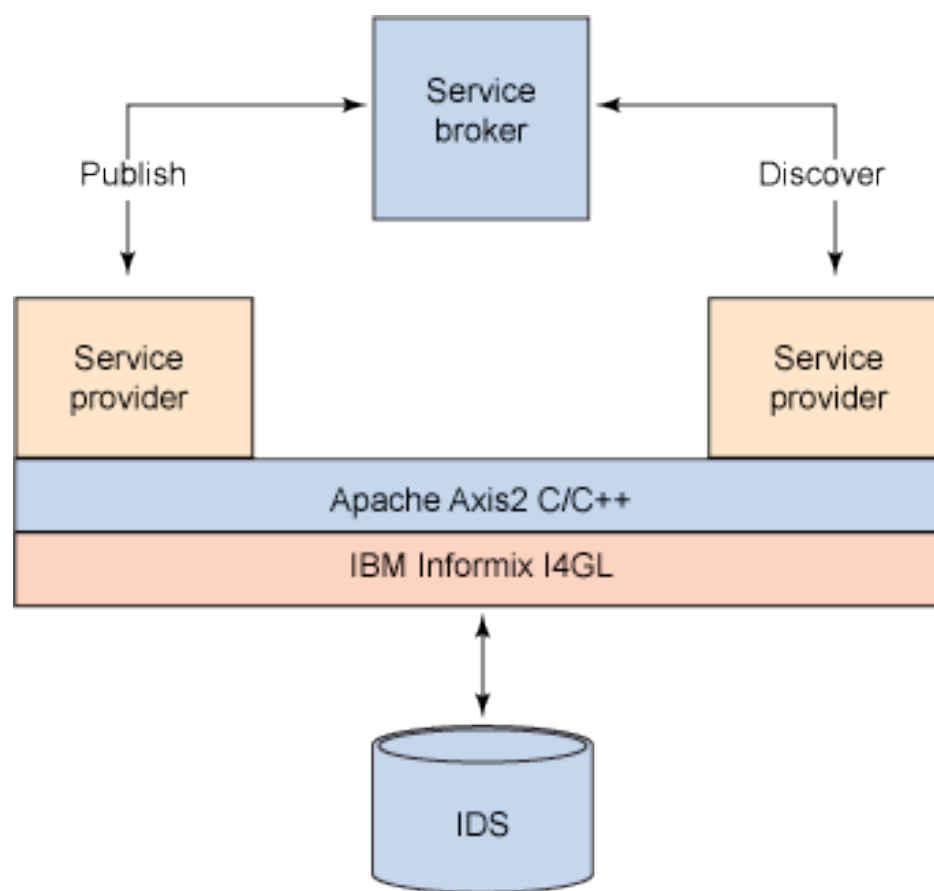 Service
broker
Publish
Discover
Service
provider
Service
provider
Apache Axis2 C/C++
IBM Informix I4GL
IDS